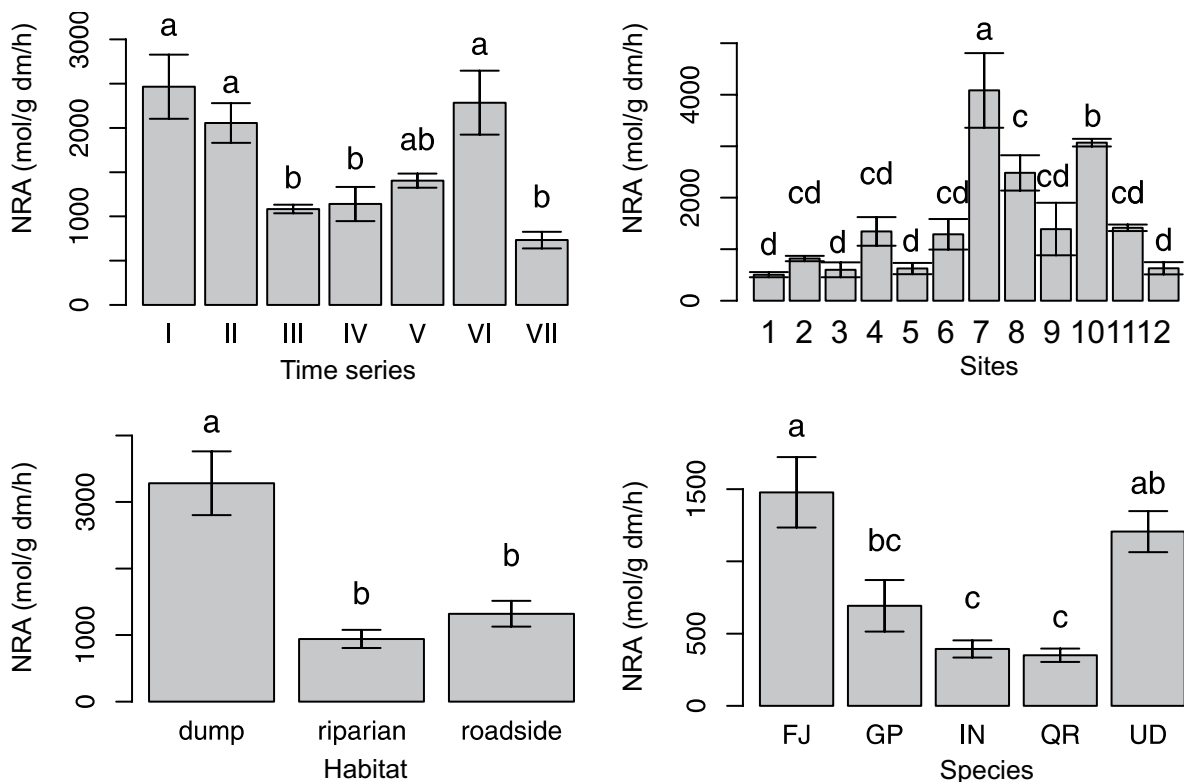 NRA (mol/g dm/h)
3000
2000
1000
0
a
a
b
b
ab
a
b
I II III IV V VI VII
Time series
NRA (mol/g dm/h)
4000
2000
0
d
cd
d
cd
d
cd
a
c
cd
b
cd
d
1 2 3 4 5 6 7 8 9 10 11 12
Sites
NRA (mol/g dm/h)
3000
1000
0
a
b
b
dump riparian roadside
Habitat
NRA (mol/g dm/h)
1500
500
0
a
bc
c
c
ab
FJ GP IN QR UD
Species